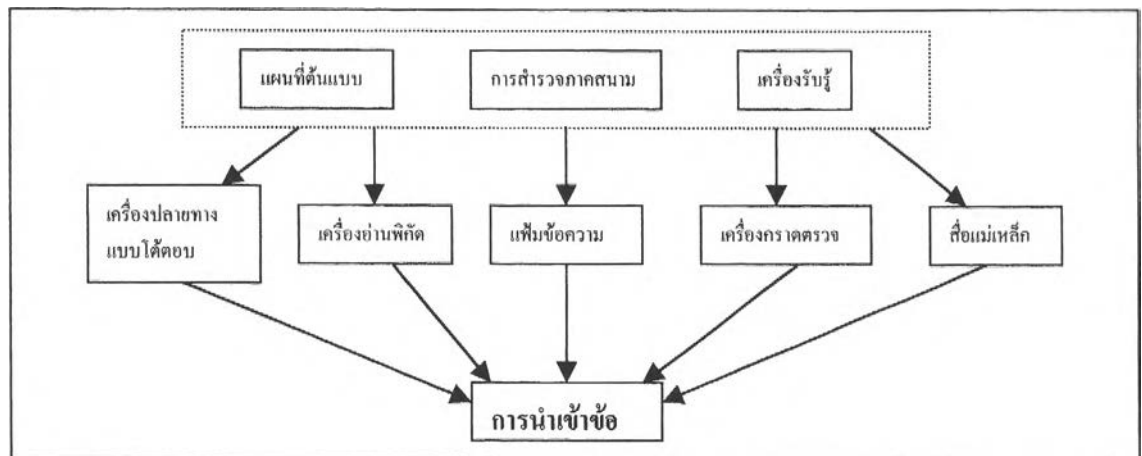 แผนที่ต้นแบบ
การสำรวจภาคสนาม
เครื่องรับรู้
เครื่องปลายทาง
แบบโต้ตอบ
เครื่องอ่านพิกัด
แฟ้มข้อความ
เครื่องกราดตรวจ
สื่อแม่เหล็ก
การนำเข้าข้อ